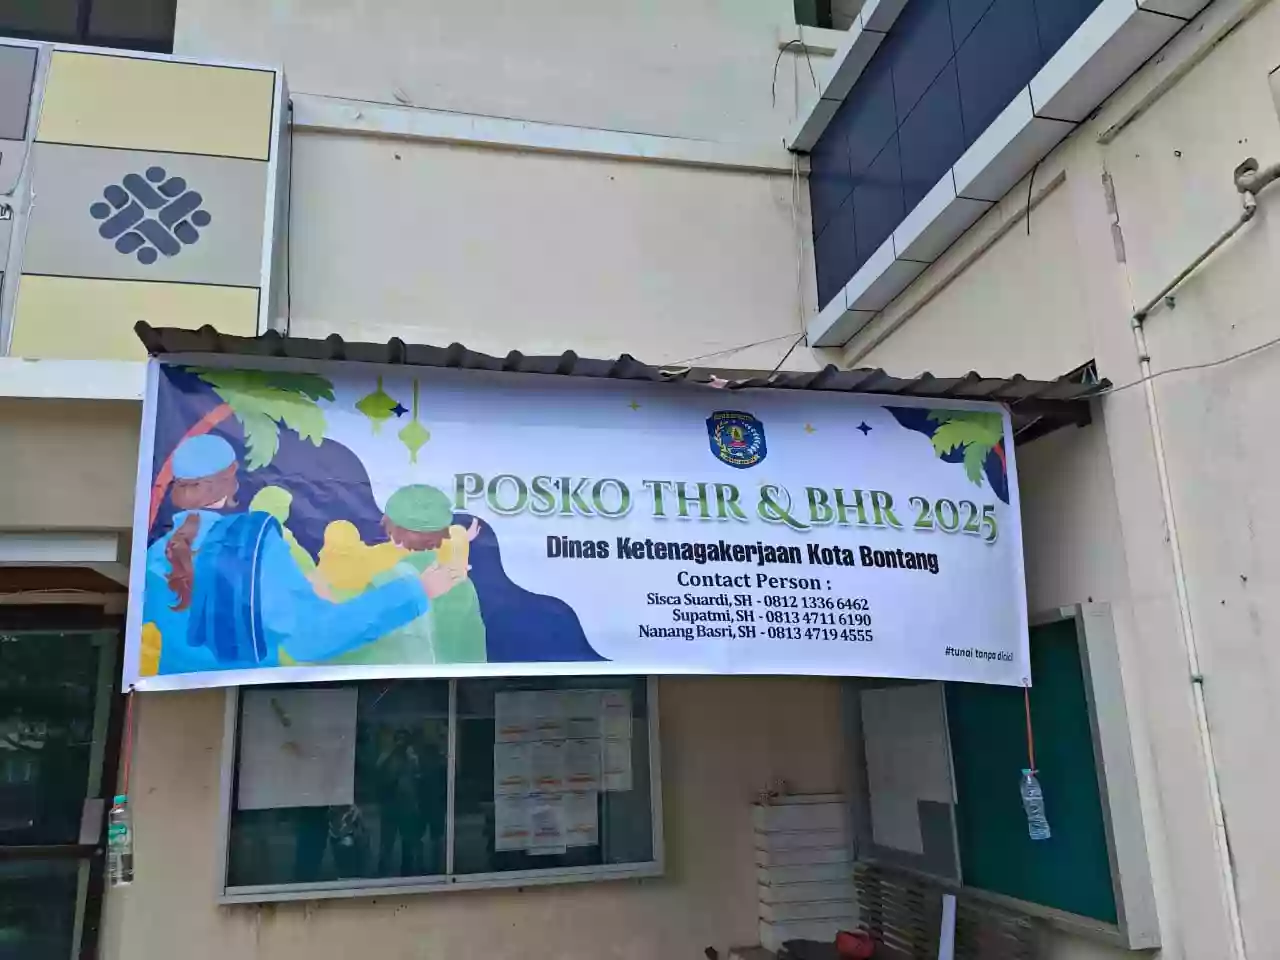 POSKO THR & BHR 2025
Dinas Ketenagakerjaan Kota Bontang
Contact Person :
Sisca Suardi, SH - 0812 1336 6462
Supatmi, SH - 0813 4711 6190
Nanang Basri, SH - 0813 4719 4555
#tunai tanpa dicicil